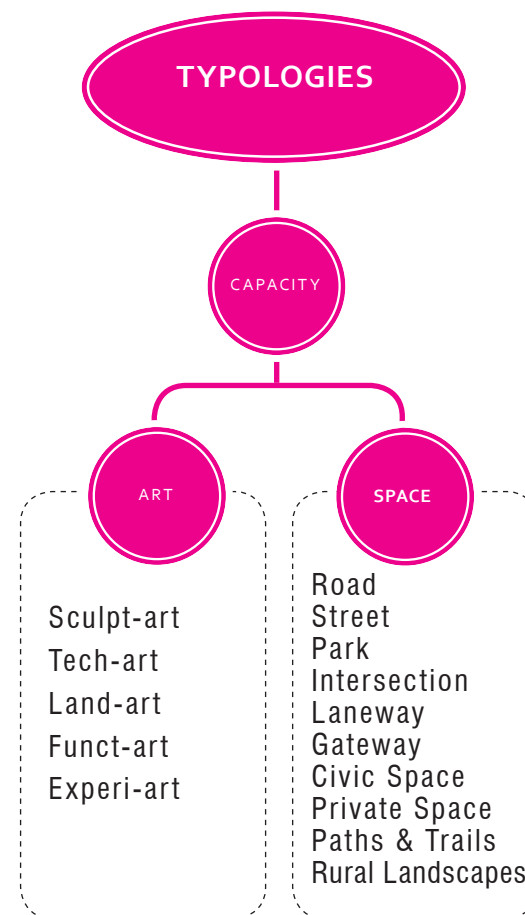 TYPOLOGIES
CAPACITY
ART
Sculpt-art
Tech-art
Land-art
Funct-art
Experi-art
SPACE
Road
Street
Park
Intersection
Laneway
Gateway
Civic Space
Private Space
Paths & Trails
Rural Landscapes